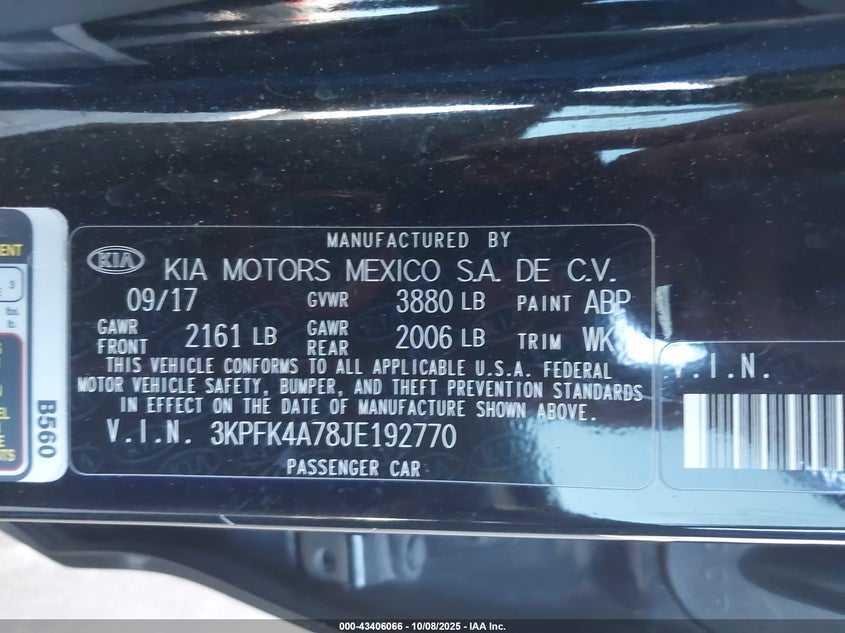 MANUFACTURED BY
KIA KIA MOTORS MEXICO S.A. DE C.V.
09/17 GVWR 3880 LB PAINT ABP
GAWR FRONT 2161 LB GAWR REAR 2006 LB TRIM WK
THIS VEHICLE CONFORMS TO ALL APPLICABLE U.S.A. FEDERAL
MOTOR VEHICLE SAFETY, BUMPER, AND THEFT PREVENTION STANDARDS
IN EFFECT ON THE DATE OF MANUFACTURE SHOWN ABOVE.
V.I.N. 3KPFK4A78JE192770
PASSENGER CAR
V.I.N.
B560
3
lbs.
000-43406066 - 10/08/2025 - IAA Inc.